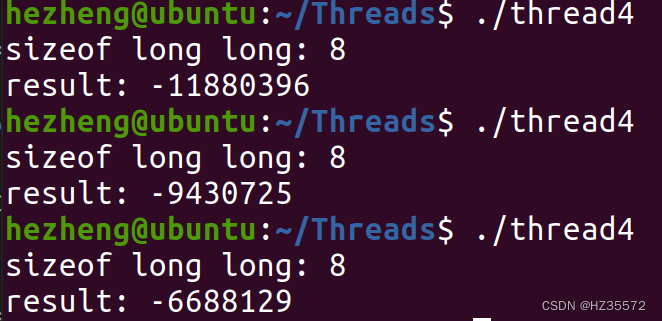 hezheng@ubuntu:~/Threads$ ./thread4
sizeof long long: 8
result: -11880396
hezheng@ubuntu:~/Threads$ ./thread4
sizeof long long: 8
result: -9430725
hezheng@ubuntu:~/Threads$ ./thread4
sizeof long long: 8
result: -6688129
CSDN @HZ35572